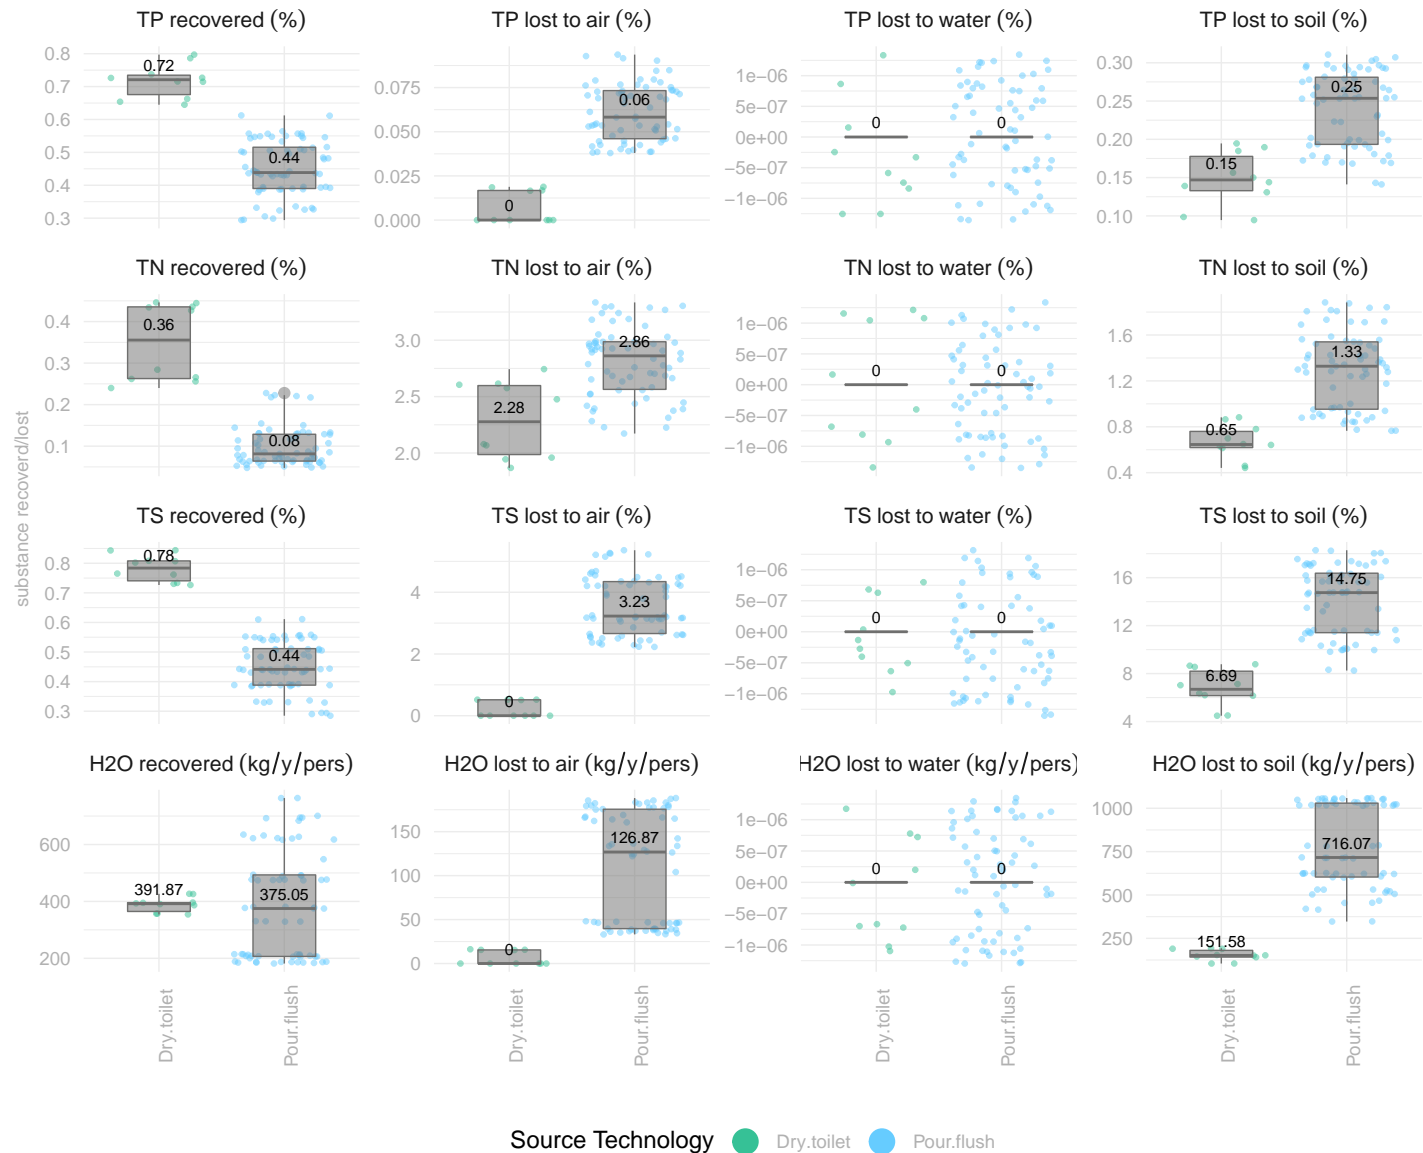 TP recovered (%)
TP lost to air (%)
TP lost to water (%)
TP lost to soil (%)
0.8
0.7
0.6
0.5
0.4
0.3
0.72
0.44
0.075
0.050
0.025
0.000
0
0.06
1e−06
5e−07
0e+00
−5e−07
−1e−06
0
0
0.30
0.25
0.20
0.15
0.10
0.15
0.25
TN recovered (%)
TN lost to air (%)
TN lost to water (%)
TN lost to soil (%)
0.4
0.3
0.2
0.1
0.36
0.08
3.0
2.5
2.0
2.28
2.86
1e−06
5e−07
0e+00
−5e−07
−1e−06
0
0
1.6
1.2
0.8
0.4
0.65
1.33
substance recoverd/lost
TS recovered (%)
TS lost to air (%)
TS lost to water (%)
TS lost to soil (%)
0.8
0.7
0.6
0.5
0.4
0.3
0.78
0.44
4
2
0
0
3.23
1e−06
5e−07
0e+00
−5e−07
−1e−06
0
0
16
12
8
4
6.69
14.75
H2O recovered (kg/y/pers)
H2O lost to air (kg/y/pers)
H2O lost to water (kg/y/pers)
H2O lost to soil (kg/y/pers)
600
400
200
391.87
375.05
150
100
50
0
0
126.87
1e−06
5e−07
0e+00
−5e−07
−1e−06
0
0
1000
750
500
250
151.58
716.07
Dry.toilet
Pour.flush
Dry.toilet
Pour.flush
Dry.toilet
Pour.flush
Dry.toilet
Pour.flush
Source Technology
Dry.toilet
Pour.flush